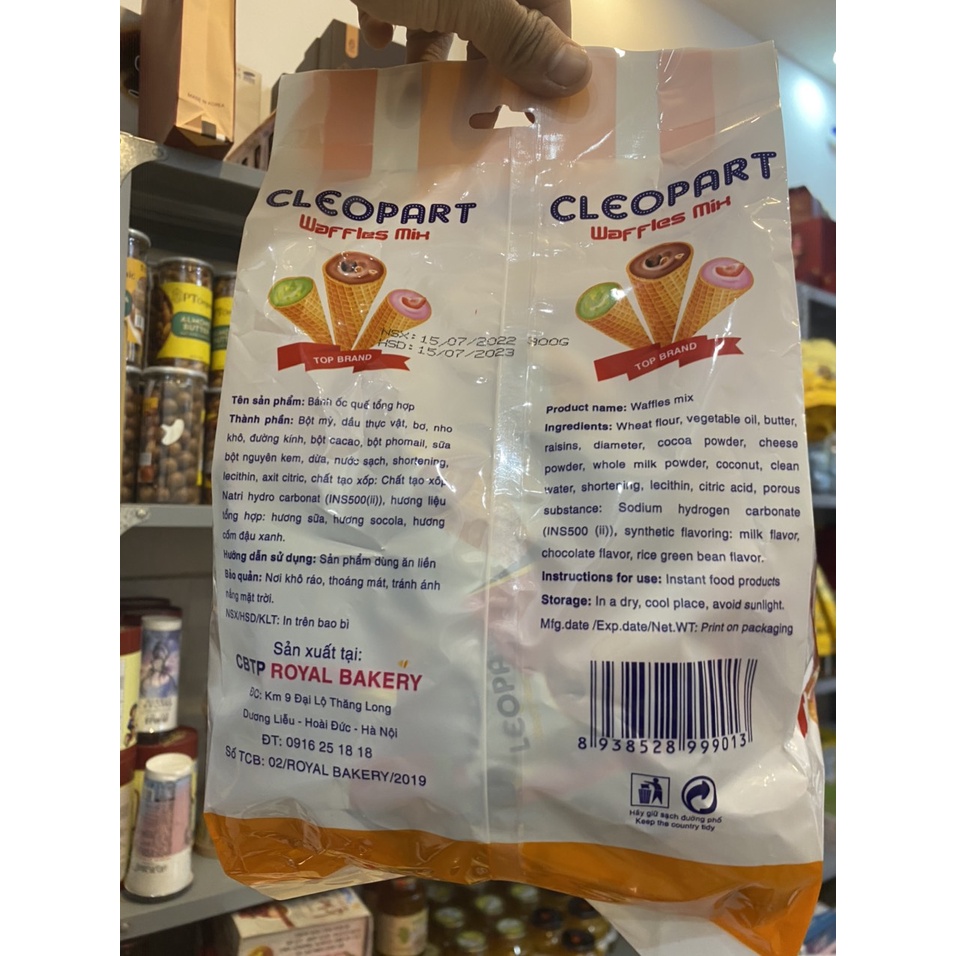 CLEOPART
Waffles Mix
TOP BRAND
NSX: 15/07/2022 900G
HSD: 15/07/2023
Tên sản phẩm: Bánh ốc quế tổng hợp
Thành phần: Bột mỳ, dầu thực vật, bơ, nho
khô, đường kính, bột cacao, bột phomail, sữa
bột nguyên kem, dừa, nước sạch, shortening,
lecithin, axit citric, chất tạo xốp: Chất tạo xốp
Natri hydro carbonat (INS500(ii)), hương liệu
tổng hợp: hương sữa, hương socola, hương
cốm đậu xanh.
Hướng dẫn sử dụng: Sản phẩm dùng ăn liền
Bảo quản: Nơi khô ráo, thoáng mát, tránh ánh
nắng mặt trời.
NSX/HSD/KLT: In trên bao bì
Sản xuất tại:
CBTP ROYAL BAKERY
ĐC: Km 9 Đại Lộ Thăng Long
Dương Liễu - Hoài Đức - Hà Nội
ĐT: 0916 25 18 18
Số TCB: 02/ROYAL BAKERY/2019
CLEOPART
Waffles Mix
TOP BRAND
Product name: Waffles mix
Ingredients: Wheat flour, vegetable oil, butter,
raisins, diameter, cocoa powder, cheese
powder, whole milk powder, coconut, clean
water, shortening, lecithin, citric acid, porous
substance: Sodium hydrogen carbonate
(INS500 (ii)), synthetic flavoring: milk flavor,
chocolate flavor, rice green bean flavor.
Instructions for use: Instant food products
Storage: In a dry, cool place, avoid sunlight.
Mfg.date /Exp.date/Net.WT: Print on packaging
8 938528 999013
Hãy giữ sạch đường phố
Keep the country tidy